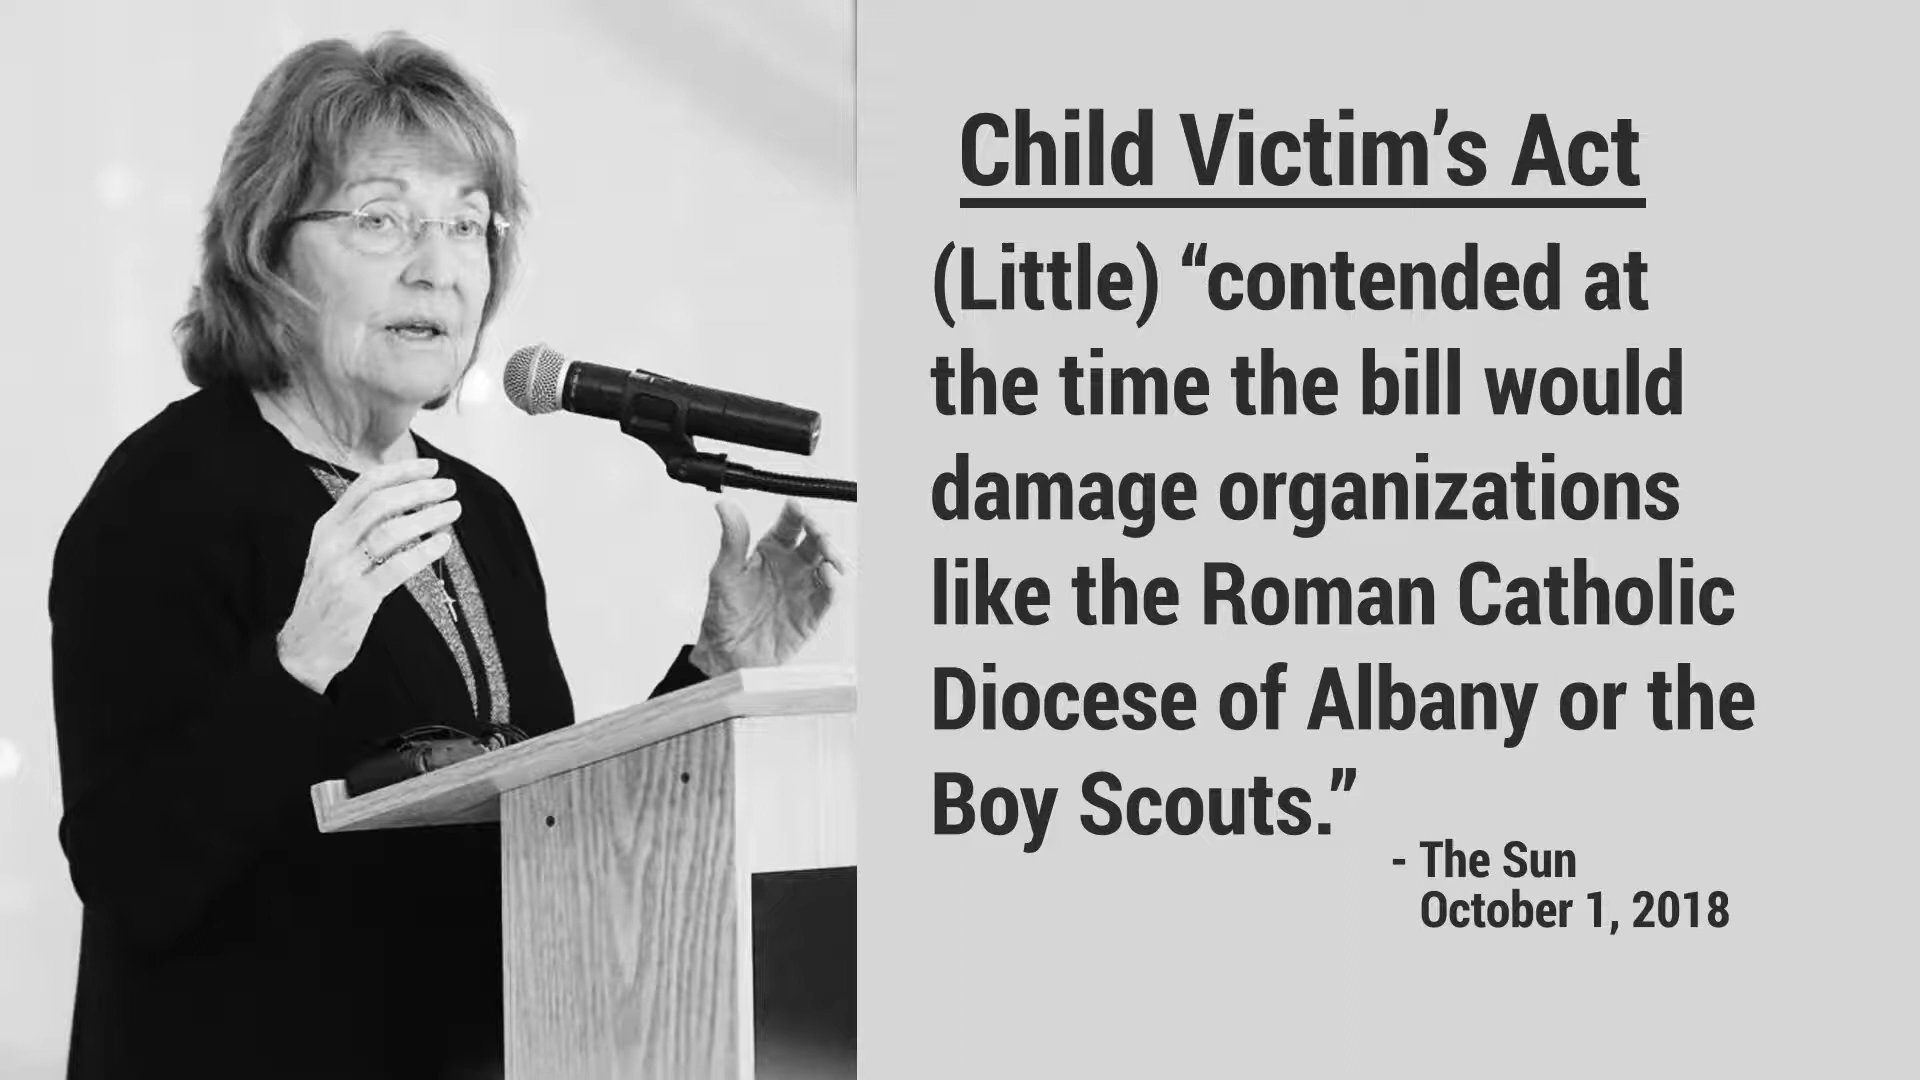 Child Victim’s Act
(Little) “contended at
the time the bill would
damage organizations
like the Roman Catholic
Diocese of Albany or the
Boy Scouts.”
- The Sun
October 1, 2018